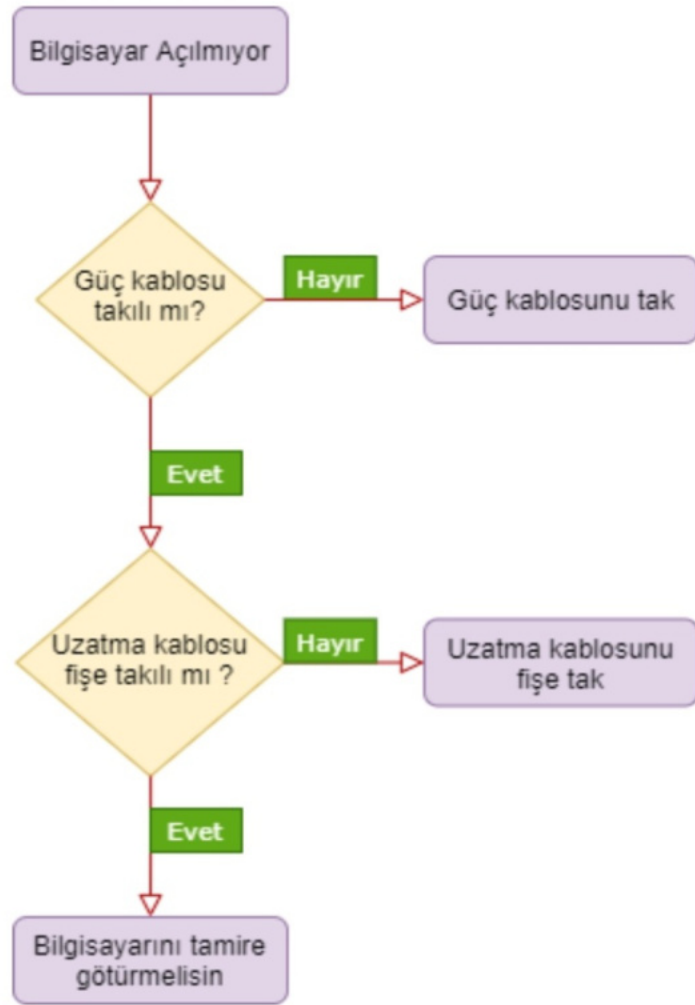 Bilgisayar Açılmıyor
Güç kablosu
takılı mı?
Hayır
Güç kablosunu tak
Evet
Uzatma kablosu
fişe takılı mı ?
Hayır
Uzatma kablosunu
fişe tak
Evet
Bilgisayarını tamire
götürmelisin